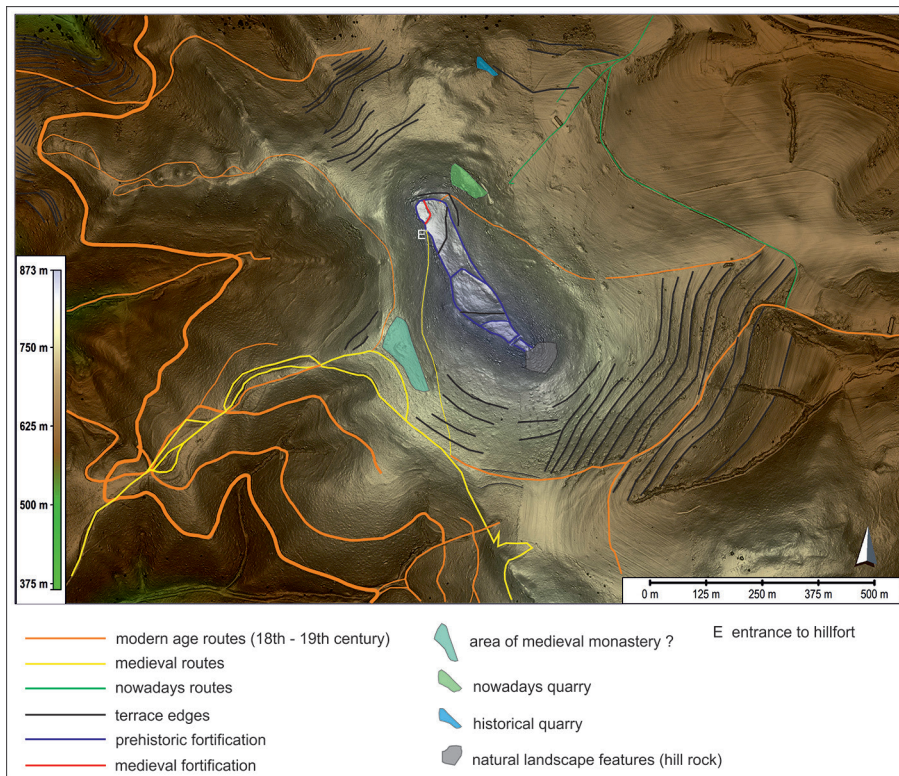 E
873 m
750 m
625 m
500 m
375 m
0 m 125 m 250 m 375 m 500 m
modern age routes (18th - 19th century)
medieval routes
nowadays routes
terrace edges
prehistoric fortification
medieval fortification
area of medieval monastery ?
nowadays quarry
historical quarry
natural landscape features (hill rock)
E entrance to hillfort